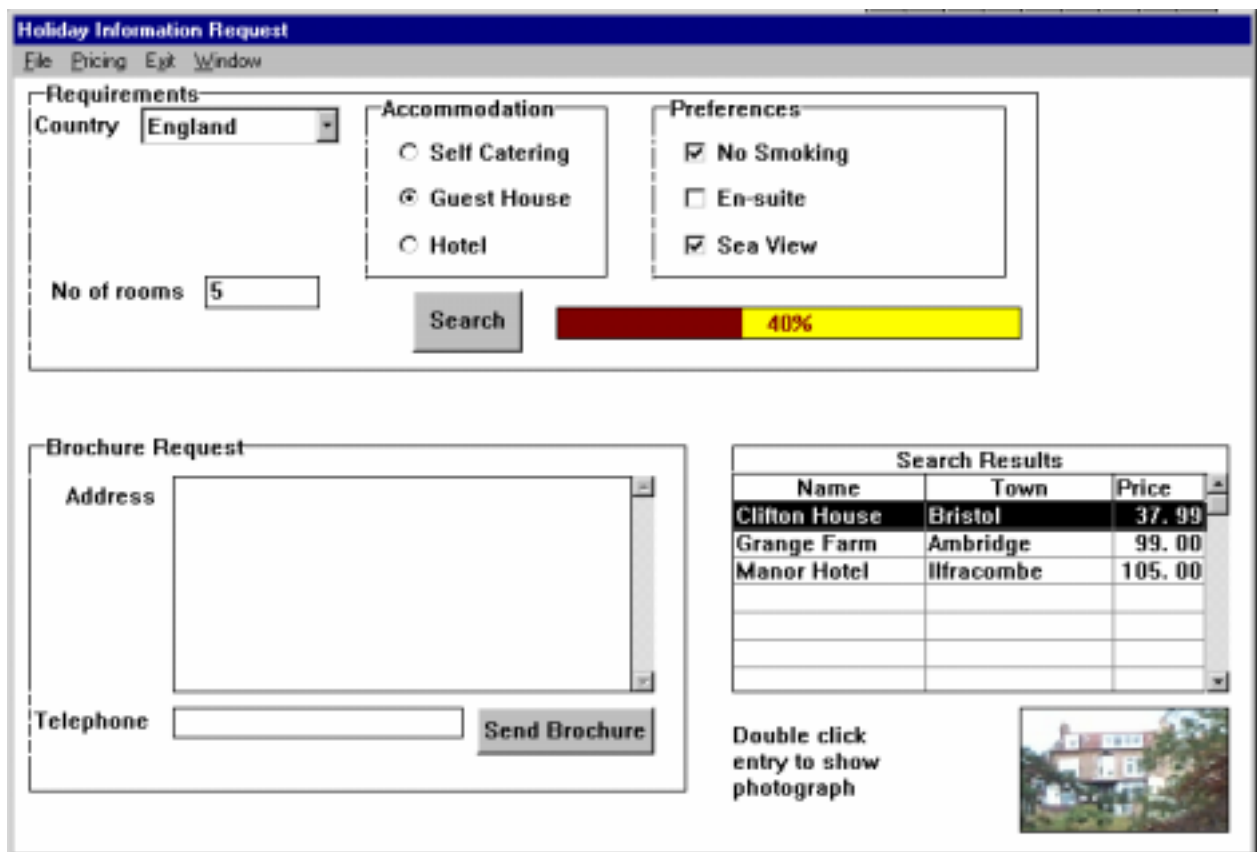 Holiday Information Request
File Pricing Exit Window
Requirements
Country England
Accommodation
Self Catering
Guest House
Hotel
Preferences
No Smoking
En-suite
Sea View
No of rooms 5
Search
40%
Brochure Request
Address
Telephone
Send Brochure
Search Results
Name Town Price
Clifton House Bristol 37.99
Grange Farm Ambridge 99.00
Manor Hotel Ilfracombe 105.00
Double click
entry to show
photograph